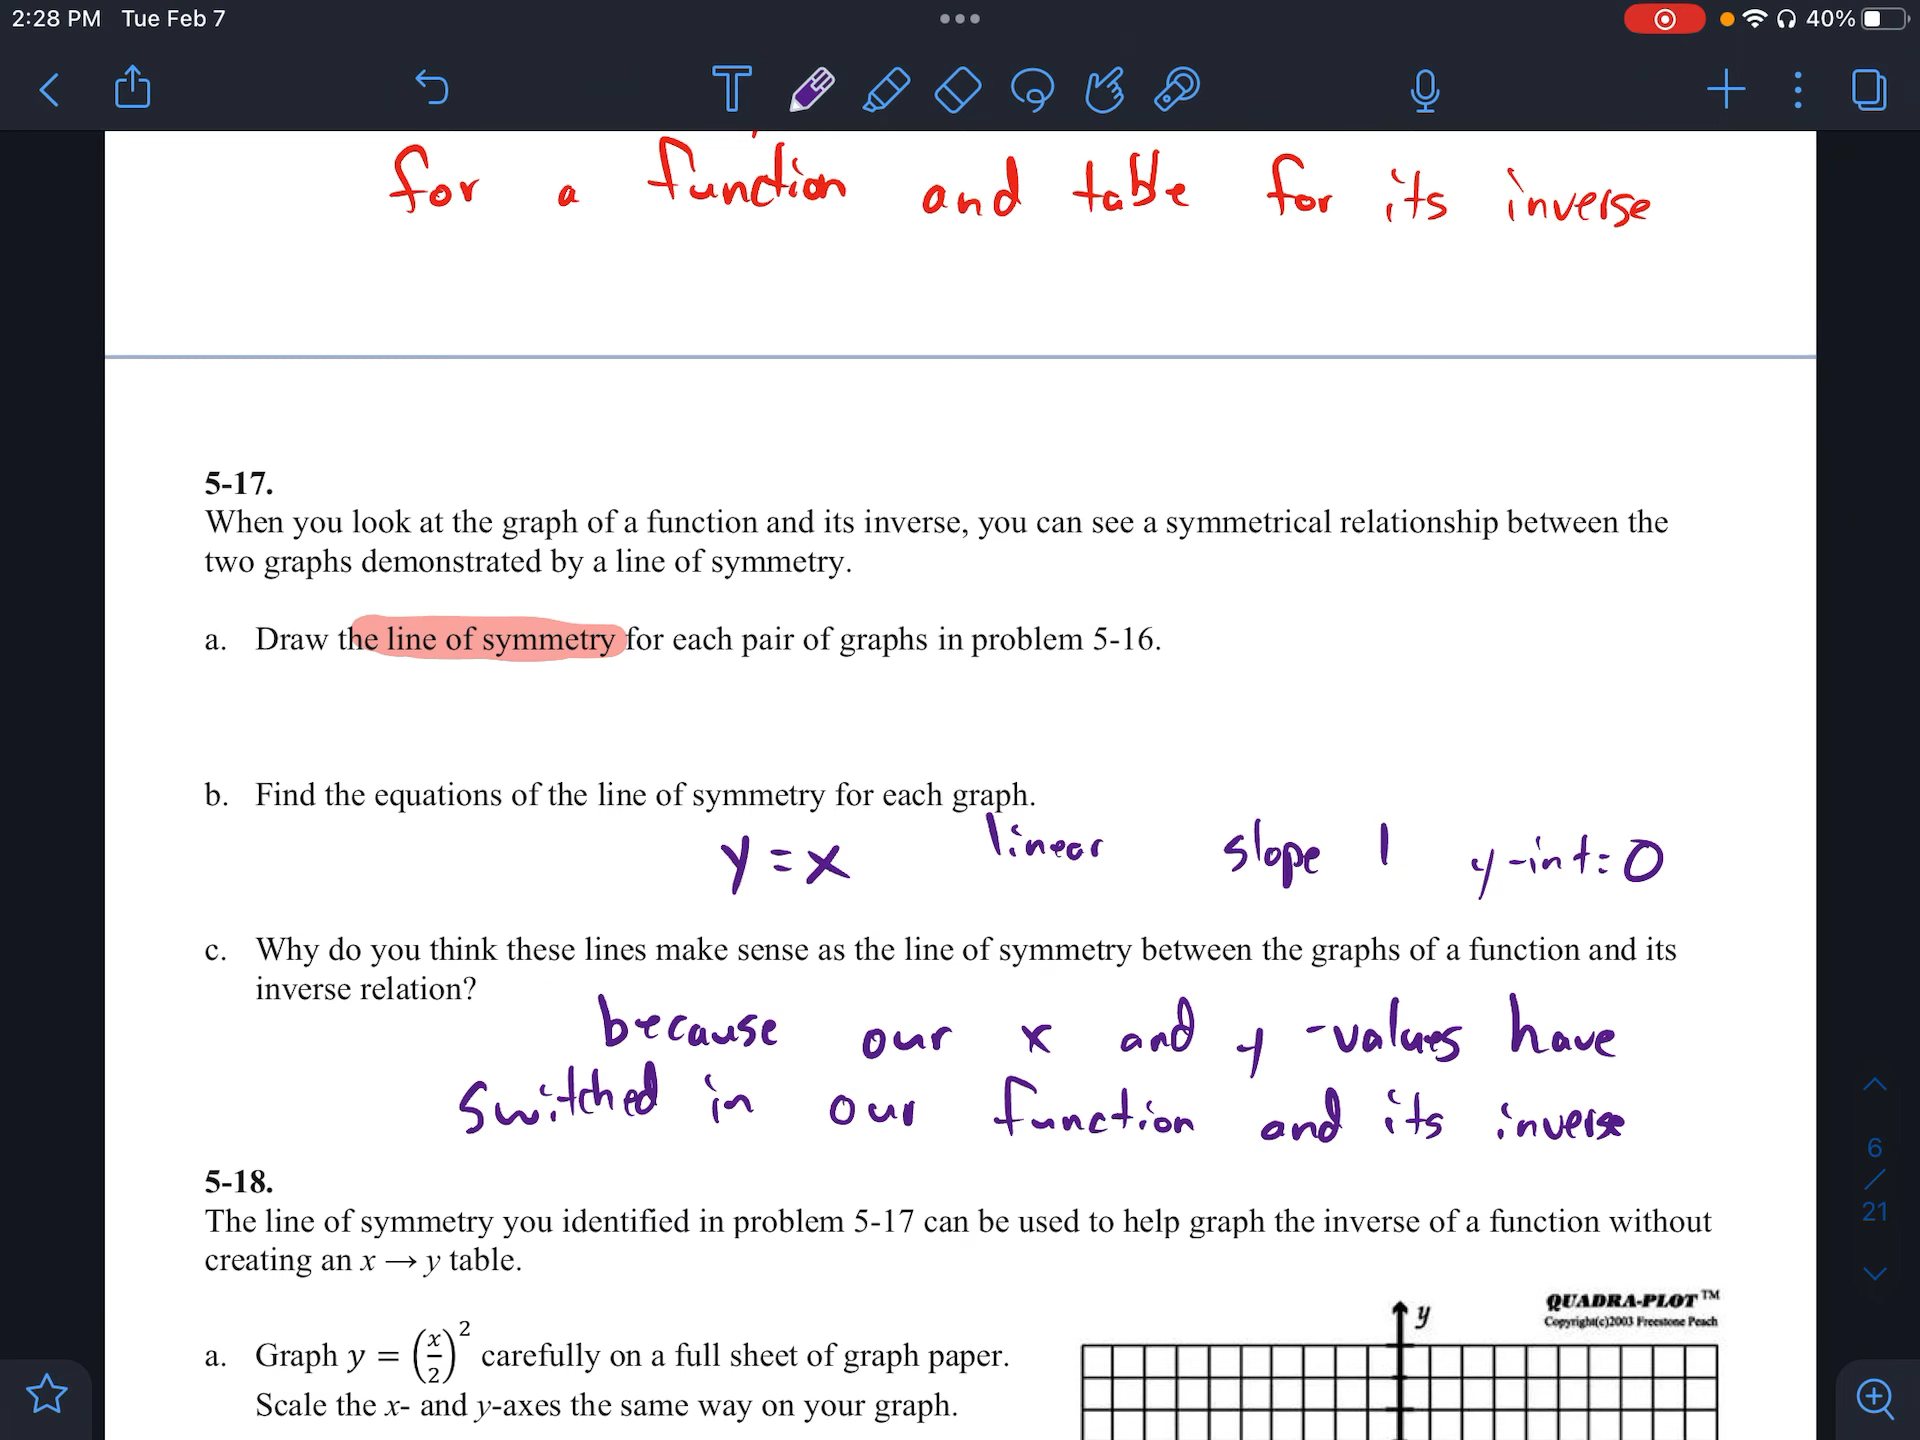 2:28 PM Tue Feb 7
40%
for a function and table for its inverse
5-17.
When you look at the graph of a function and its inverse, you can see a symmetrical relationship between the
two graphs demonstrated by a line of symmetry.
a. Draw the line of symmetry for each pair of graphs in problem 5-16.
b. Find the equations of the line of symmetry for each graph.
y = x linear slope 1 y-int = 0
c. Why do you think these lines make sense as the line of symmetry between the graphs of a function and its
inverse relation?
because our x and y-values have
switched in our function and its inverse
5-18.
The line of symmetry you identified in problem 5-17 can be used to help graph the inverse of a function without
creating an x → y table.
QUADRA-PLOT™
Copyright(c)2003 Freestone Peach
y
a. Graph y = (x/2)² carefully on a full sheet of graph paper.
Scale the x- and y-axes the same way on your graph.
6
/
21